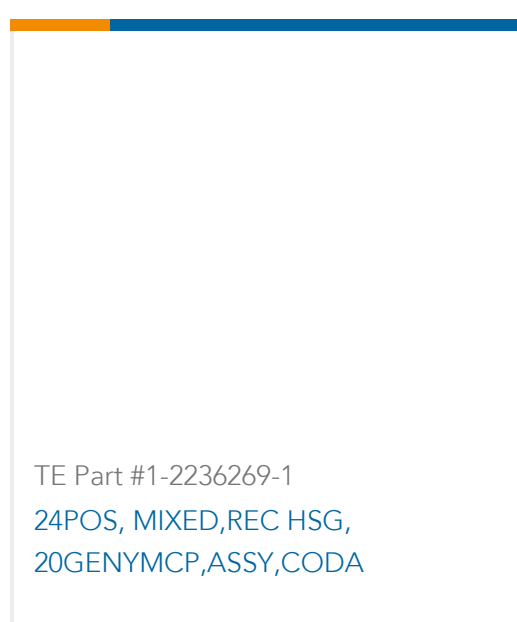 TE Part #1-2236269-1
24POS, MIXED,REC HSG,
20GENYMCP,ASSY,CODA